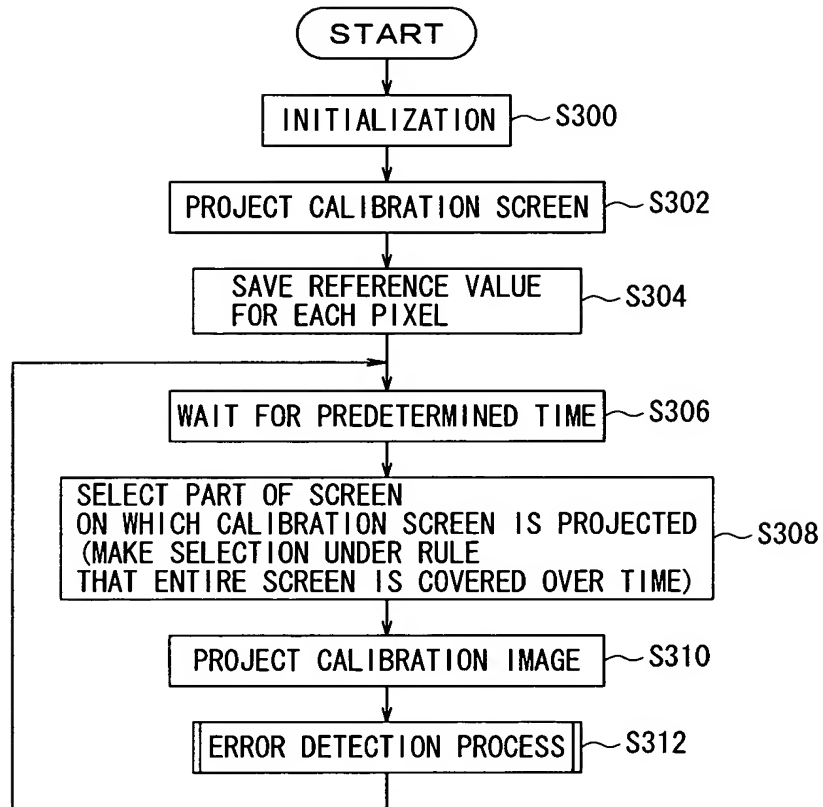 START
INITIALIZATION
S300
PROJECT CALIBRATION SCREEN
S302
SAVE REFERENCE VALUE
FOR EACH PIXEL
S304
WAIT FOR PREDETERMINED TIME
S306
SELECT PART OF SCREEN
ON WHICH CALIBRATION SCREEN IS PROJECTED
(MAKE SELECTION UNDER RULE
THAT ENTIRE SCREEN IS COVERED OVER TIME)
S308
PROJECT CALIBRATION IMAGE
S310
ERROR DETECTION PROCESS
S312